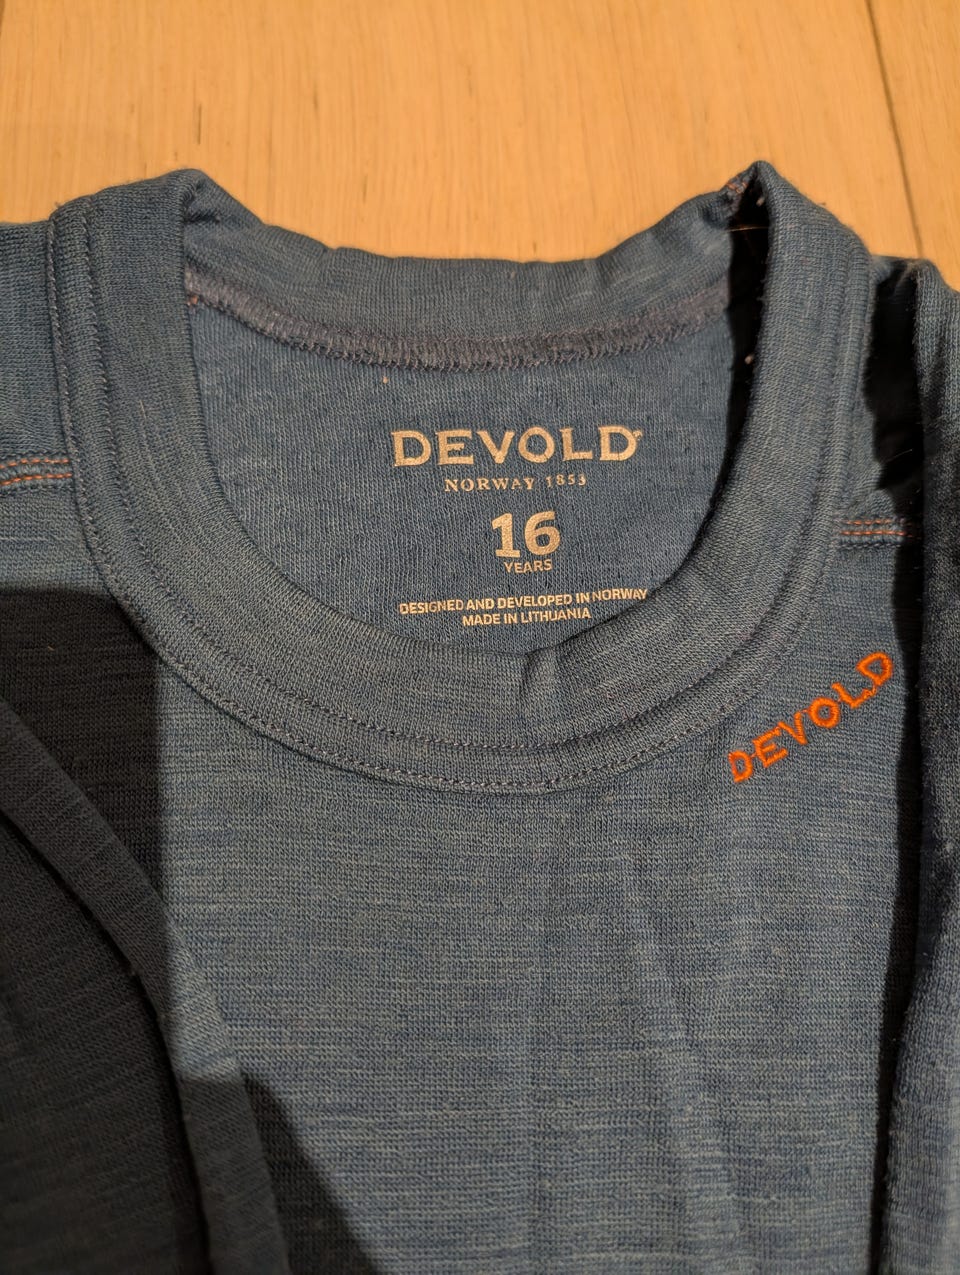 DEVOLD®
NORWAY 1853
16
YEARS
DESIGNED AND DEVELOPED IN NORWAY
MADE IN LITHUANIA
DEVOLD